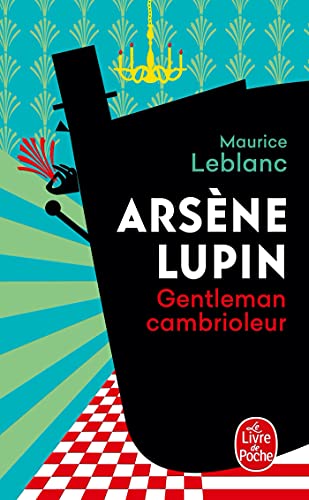 Maurice
Leblanc
ARSÈNE
LUPIN
Gentleman
cambrioleur
Le
Livre
de
Poche